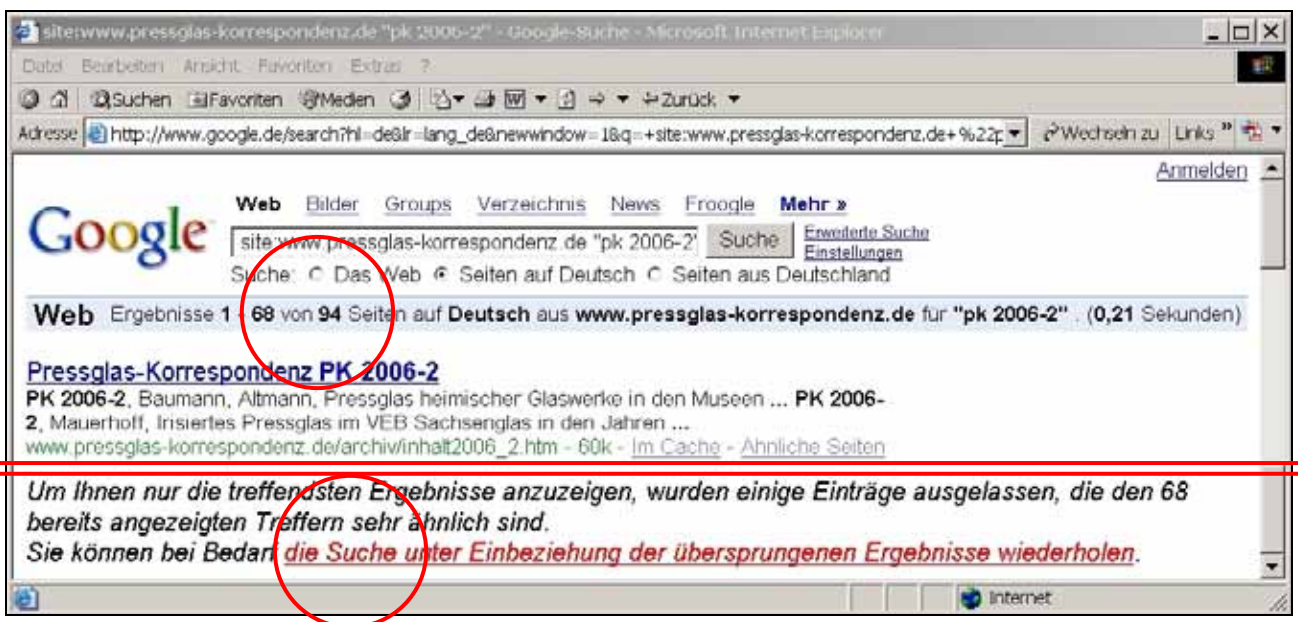 site:www.pressglas-korrespondenz.de "pk 2006-2" - Google-Suche - Microsoft Internet Explorer
Datei Bearbeiten Ansicht Favoriten Extras ?
Suchen Favoriten Medien Zurück
Adresse http://www.google.de/search?hl=de&lr=lang_de&newwindow=1&q=+site:www.pressglas-korrespondenz.de+%22p Wechseln zu Links »
Anmelden
Google
Web Bilder Groups Verzeichnis News Froogle Mehr »
site:www.pressglas-korrespondenz.de "pk 2006-2" Suche Erweiterte Suche
Einstellungen
Suche: Das Web Seiten auf Deutsch Seiten aus Deutschland
Web Ergebnisse 1 - 68 von 94 Seiten auf Deutsch aus www.pressglas-korrespondenz.de für "pk 2006-2" . (0,21 Sekunden)
Pressglas-Korrespondenz PK 2006-2
PK 2006-2, Baumann, Altmann, Pressglas heimischer Glaswerke in den Museen ... PK 2006-
2, Mauerhoff, Irisiertes Pressglas im VEB Sachsenglas in den Jahren ...
www.pressglas-korrespondenz.de/archiv/inhalt2006_2.htm - 60k - Im Cache - Ähnliche Seiten
Um Ihnen nur die treffendsten Ergebnisse anzuzeigen, wurden einige Einträge ausgelassen, die den 68
bereits angezeigten Treffern sehr ähnlich sind.
Sie können bei Bedarf die Suche unter Einbeziehung der übersprungenen Ergebnisse wiederholen.
Internet